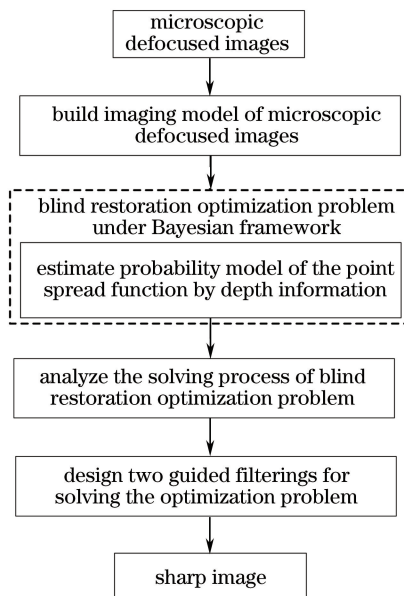 microscopic
defocused images
build imaging model of microscopic
defocused images
blind restoration optimization problem
under Bayesian framework
estimate probability model of the point
spread function by depth information
analyze the solving process of blind
restoration optimization problem
design two guided filterings for
solving the optimization problem
sharp image